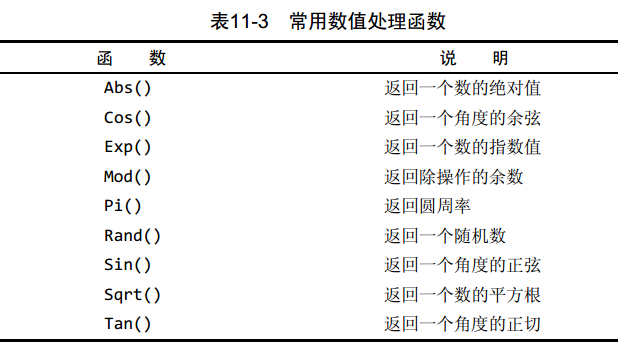 表11-3 常用数值处理函数
函 数 说 明
Abs() 返回一个数的绝对值
Cos() 返回一个角度的余弦
Exp() 返回一个数的指数值
Mod() 返回除操作的余数
Pi() 返回圆周率
Rand() 返回一个随机数
Sin() 返回一个角度的正弦
Sqrt() 返回一个数的平方根
Tan() 返回一个角度的正切